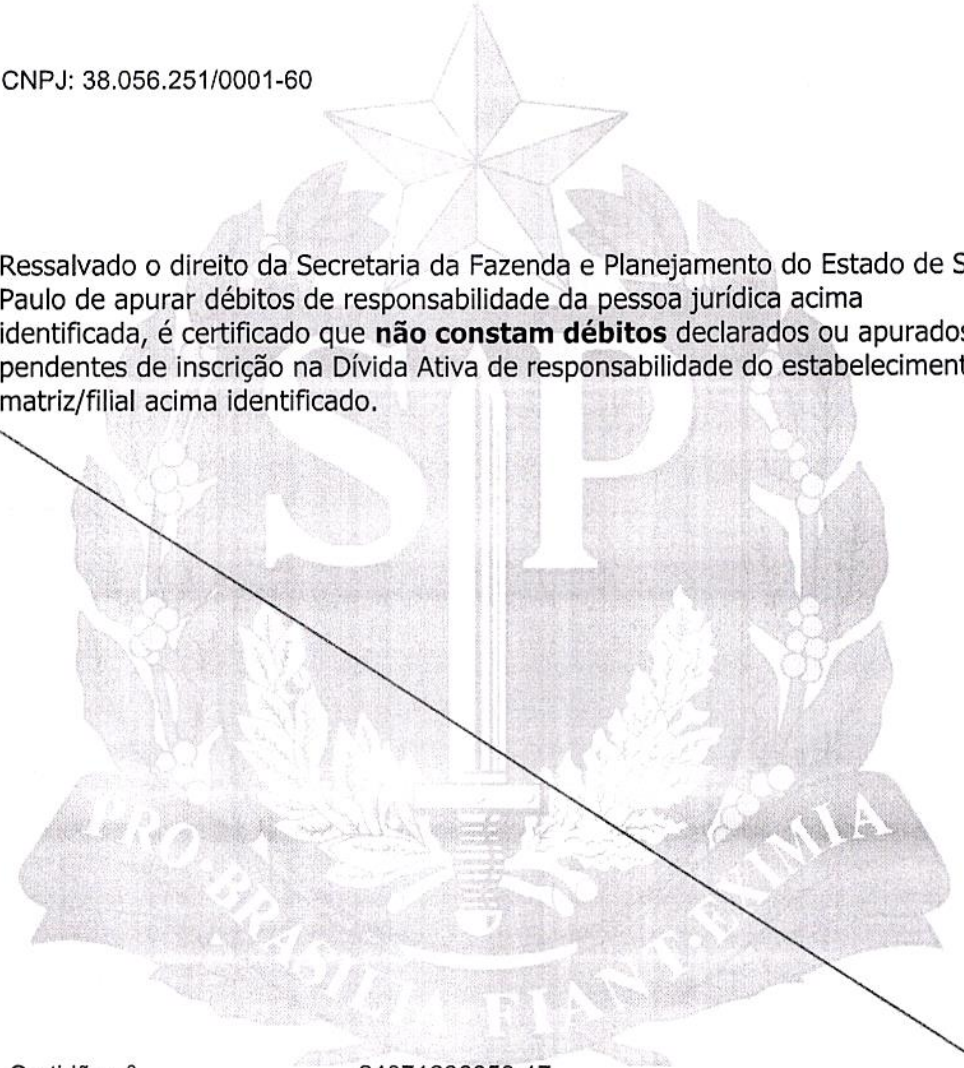 CNPJ: 38.056.251/0001-60
Ressalvado o direito da Secretaria da Fazenda e Planejamento do Estado de S
Paulo de apurar débitos de responsabilidade da pessoa jurídica acima
identificada, é certificado que não constam débitos declarados ou apurados
pendentes de inscrição na Dívida Ativa de responsabilidade do estabeleciment
matriz/filial acima identificado.
SP
PRO·BRASILIA FIANT·EXIMIA